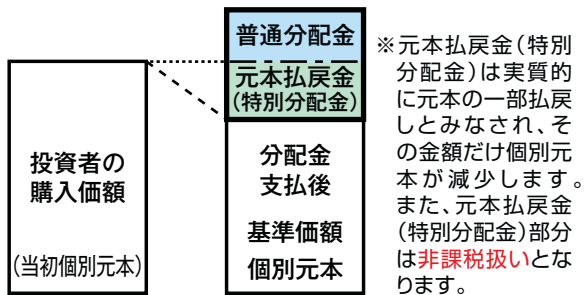 投資者の
購入価額
(当初個別元本)
普通分配金
元本払戻金
(特別分配金)
分配金
支払後
基準価額
個別元本
※元本払戻金(特別
分配金)は実質的
に元本の一部払戻
しとみなされ、そ
の金額だけ個別元
本が減少します。
また、元本払戻金
(特別分配金)部分
は非課税扱いとな
ります。